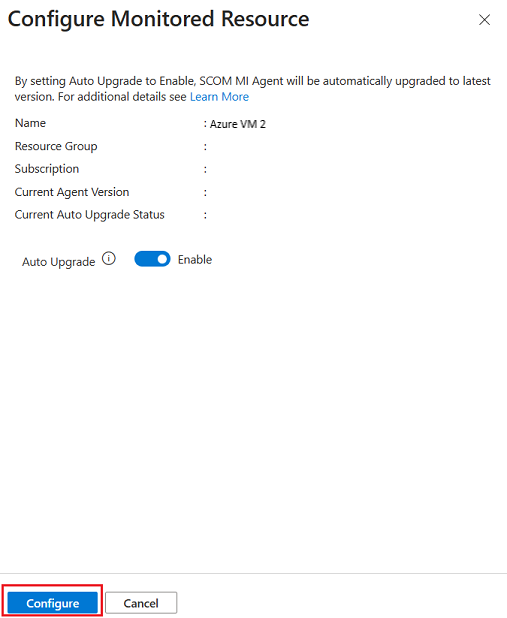 Configure Monitored Resource
By setting Auto Upgrade to Enable, SCOM MI Agent will be automatically upgraded to latest
version. For additional details see Learn More
Name : Azure VM 2
Resource Group :
Subscription :
Current Agent Version :
Current Auto Upgrade Status :
Auto Upgrade Enable
Configure Cancel